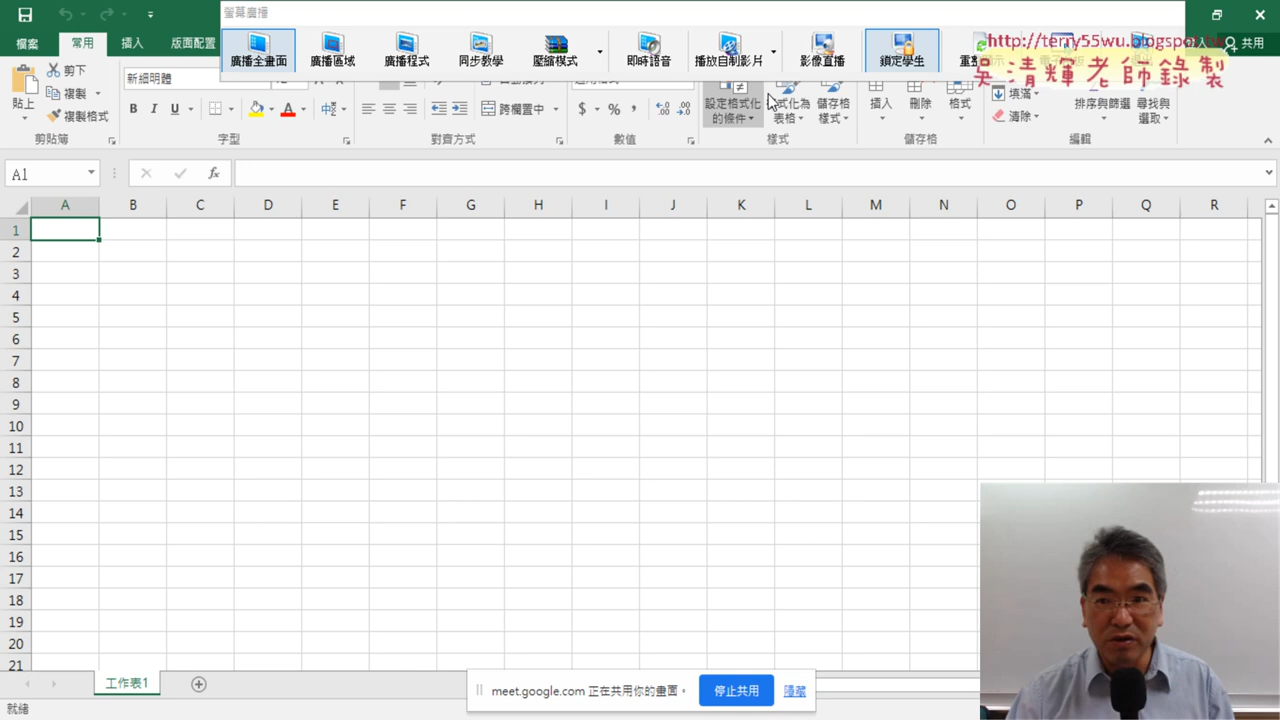 螢幕廣播
檔案
常用
插入
版面配置
廣播全畫面
廣播區域
廣播程式
同步教學
壓縮模式
即時語音
播放自制影片
影像直播
鎖定學生
http://terry55wu.blogspot.tw
共用
吳清輝老師錄製
貼上
剪下
複製
複製格式
新細明體
B I U
中
跨欄置中
$ % ,
設定格式化
的條件
式化為
表格
儲存格
樣式
插入
刪除
格式
填滿
清除
排序與篩選
尋找與
選取
剪貼簿
字型
對齊方式
數值
樣式
儲存格
編輯
A1
fx
A B C D E F G H I J K L M N O P Q R
1
2
3
4
5
6
7
8
9
10
11
12
13
14
15
16
17
18
19
20
21
工作表1
meet.google.com 正在共用你的畫面。
停止共用
隱藏
就緒